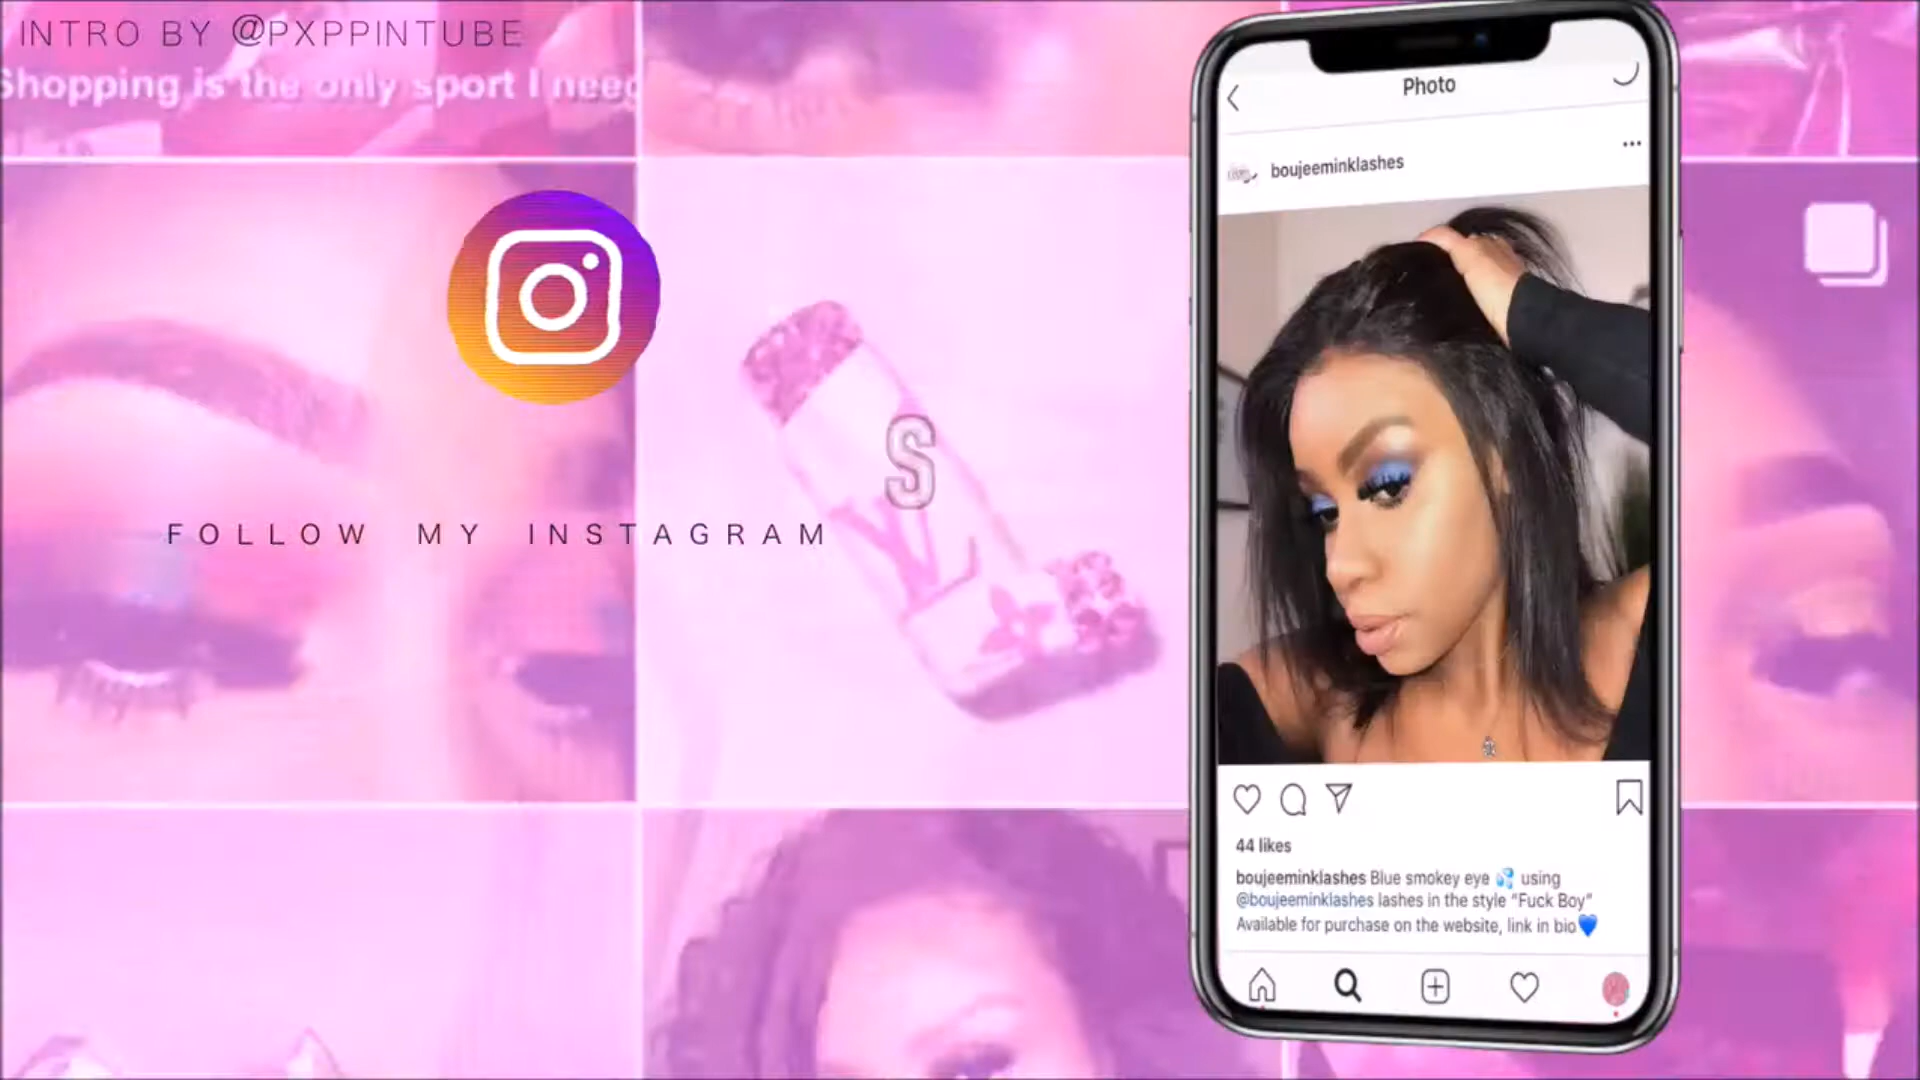 INTRO BY @PXPPINTUBE
Shopping is the only sport I need
FOLLOW MY INSTAGRAM
S
Photo
boujeeminklashes
44 likes
boujeeminklashes Blue smokey eye 💦 using
@boujeeminklashes lashes in the style “Fuck Boy”
Available for purchase on the website, link in bio💙